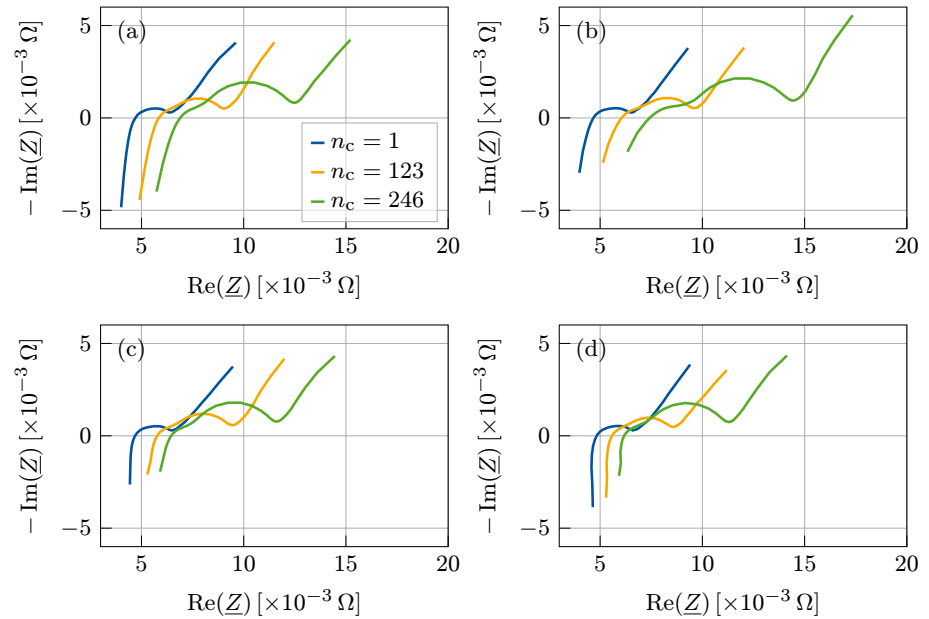 (a)
5
0
−5
− Im(Z) [×10⁻³ Ω]
n_c = 1
n_c = 123
n_c = 246
5 10 15 20
Re(Z) [×10⁻³ Ω]
(b)
5
0
−5
− Im(Z) [×10⁻³ Ω]
5 10 15 20
Re(Z) [×10⁻³ Ω]
(c)
5
0
−5
− Im(Z) [×10⁻³ Ω]
5 10 15 20
Re(Z) [×10⁻³ Ω]
(d)
5
0
−5
− Im(Z) [×10⁻³ Ω]
5 10 15 20
Re(Z) [×10⁻³ Ω]